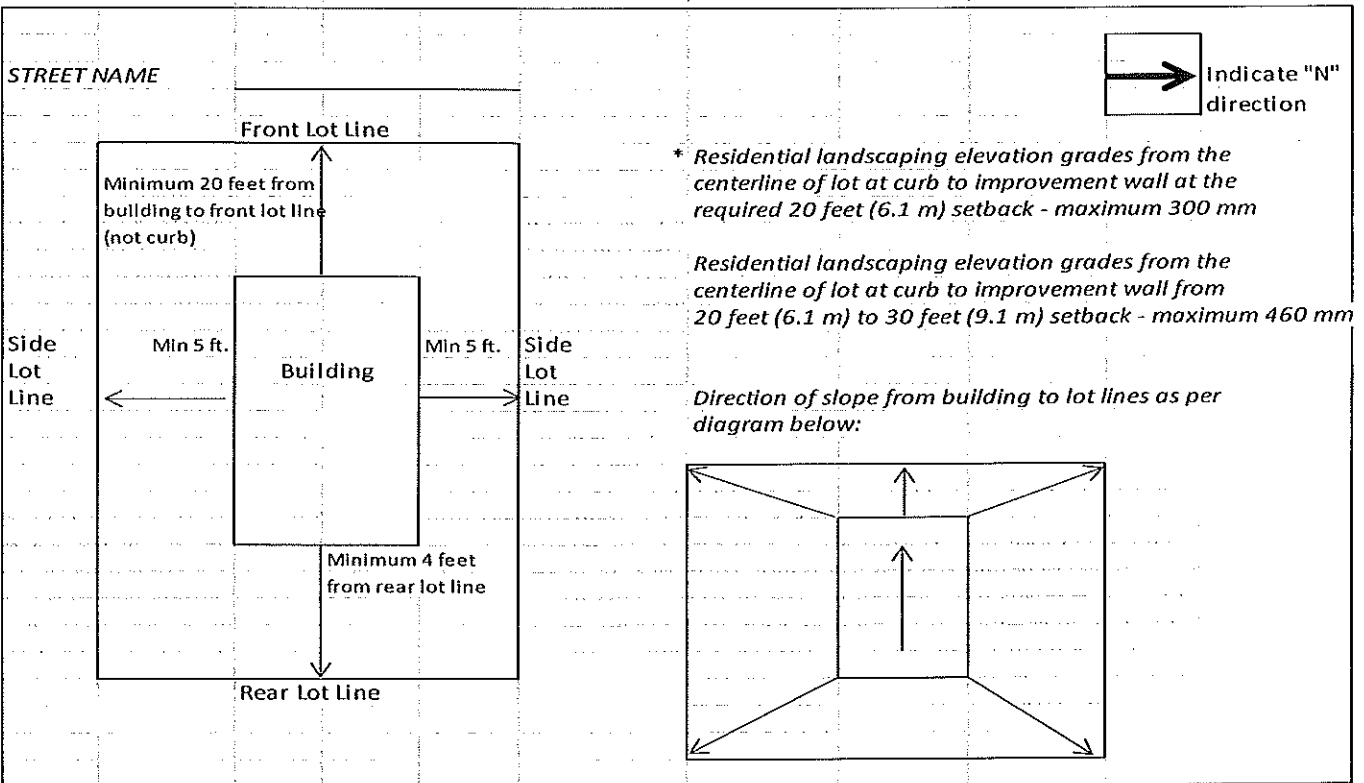 STREET NAME
Indicate "N"
direction
Front Lot Line
Minimum 20 feet from
building to front lot line
(not curb)
* Residential landscaping elevation grades from the
centerline of lot at curb to improvement wall at the
required 20 feet (6.1 m) setback - maximum 300 mm
Residential landscaping elevation grades from the
centerline of lot at curb to improvement wall from
20 feet (6.1 m) to 30 feet (9.1 m) setback - maximum 460 mm
Side
Lot
Line
Min 5 ft.
Building
Min 5 ft.
Side
Lot
Line
Direction of slope from building to lot lines as per
diagram below:
Minimum 4 feet
from rear lot line
Rear Lot Line